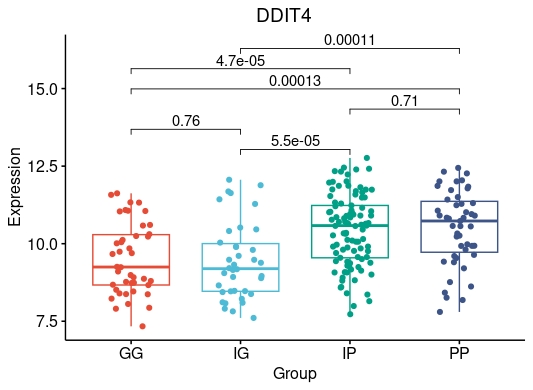 DDIT4
0.00011
4.7e-05
0.00013
0.71
0.76
5.5e-05
15.0
12.5
10.0
7.5
Expression
GG IG IP PP
Group